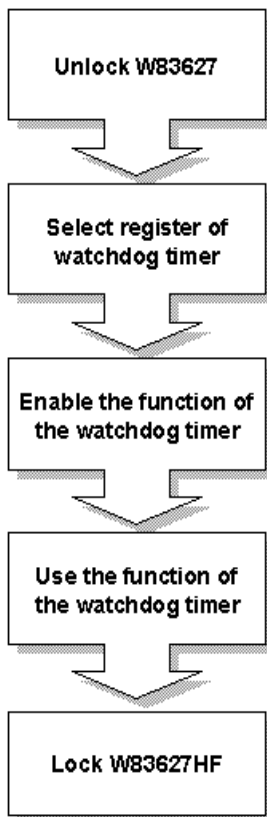 Unlock W83627
Select register of
watchdog timer
Enable the function of
the watchdog timer
Use the function of
the watchdog timer
Lock W83627HF